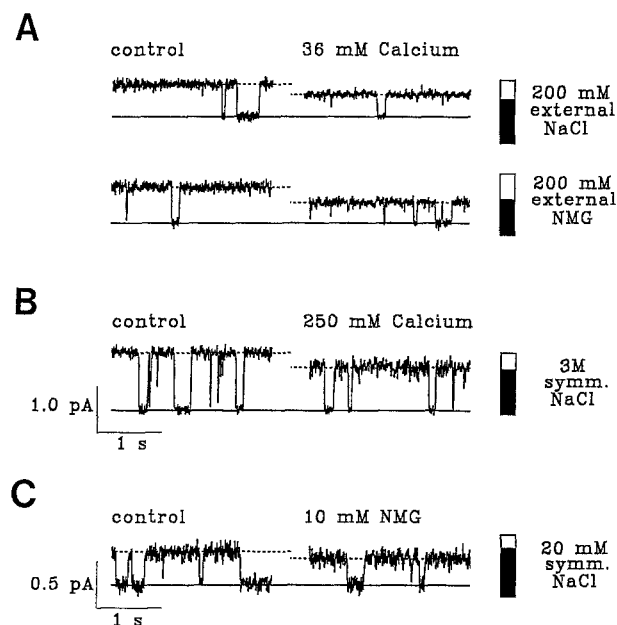 A
control 36 mM Calcium
200 mM
external
NaCl
200 mM
external
NMG
B
control 250 mM Calcium
3M
symm.
NaCl
1.0 pA
1 s
C
control 10 mM NMG
20 mM
symm.
NaCl
0.5 pA
1 s